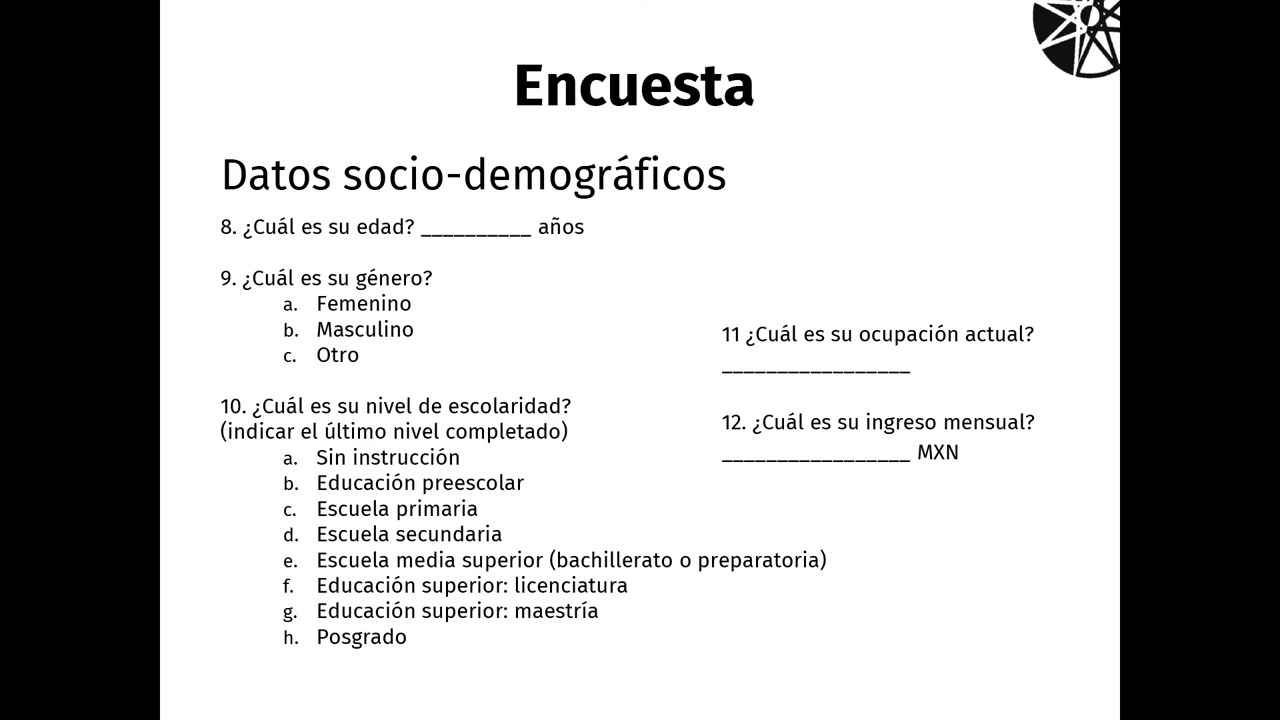 Encuesta
Datos socio-demográficos
8. ¿Cuál es su edad? __________ años
9. ¿Cuál es su género?
a. Femenino
b. Masculino
c. Otro
10. ¿Cuál es su nivel de escolaridad?
(indicar el último nivel completado)
a. Sin instrucción
b. Educación preescolar
c. Escuela primaria
d. Escuela secundaria
e. Escuela media superior (bachillerato o preparatoria)
f. Educación superior: licenciatura
g. Educación superior: maestría
h. Posgrado
11 ¿Cuál es su ocupación actual?
_________________
12. ¿Cuál es su ingreso mensual?
_________________ MXN